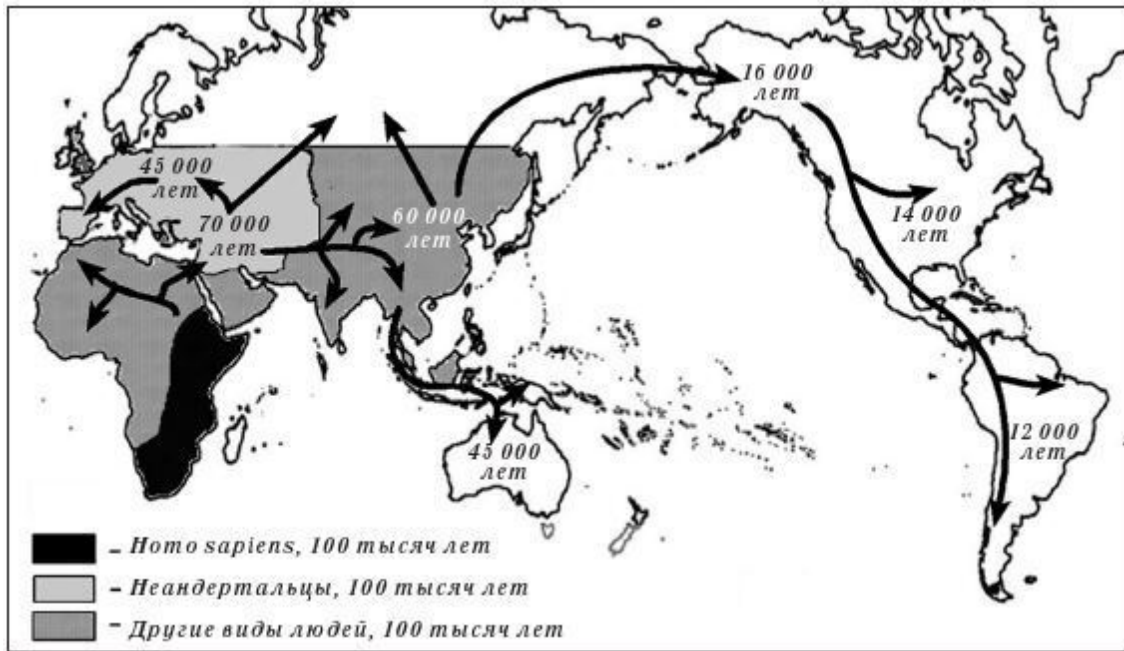 16 000
лет
45 000
лет
70 000
лет
60 000
лет
14 000
лет
45 000
лет
12 000
лет
– Homo sapiens, 100 тысяч лет
– Неандертальцы, 100 тысяч лет
– Другие виды людей, 100 тысяч лет